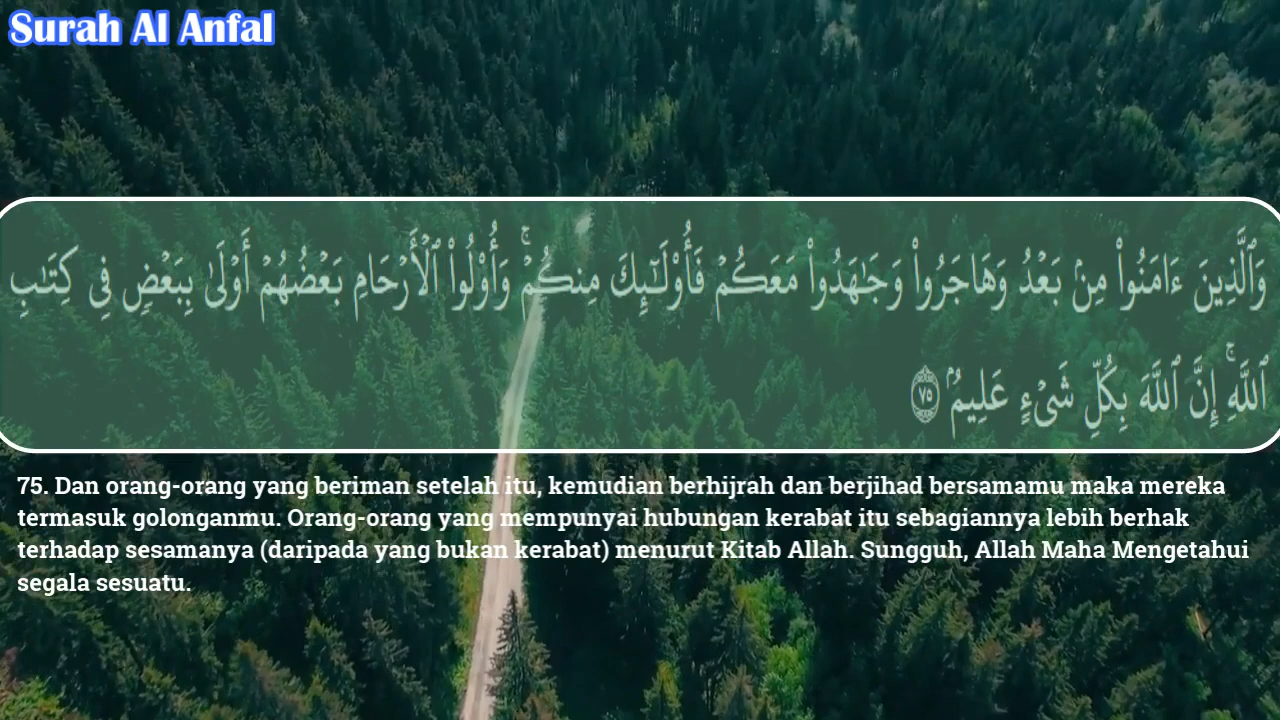 Surah Al Anfal
وَٱلَّذِينَ ءَامَنُوا۟ مِنۢ بَعْدُ وَهَاجَرُوا۟ وَجَـٰهَدُوا۟ مَعَكُمْ فَأُو۟لَـٰٓئِكَ مِنكُمْ ۚ وَأُو۟لُوا۟ ٱلْأَرْحَامِ بَعْضُهُمْ أَوْلَىٰ بِبَعْضٍ فِى كِتَـٰبِ
ٱللَّهِ ۚ إِنَّ ٱللَّهَ بِكُلِّ شَىْءٍ عَلِيمٌۢ ٧٥
75. Dan orang-orang yang beriman setelah itu, kemudian berhijrah dan berjihad bersamamu maka mereka
termasuk golonganmu. Orang-orang yang mempunyai hubungan kerabat itu sebagiannya lebih berhak
terhadap sesamanya (daripada yang bukan kerabat) menurut Kitab Allah. Sungguh, Allah Maha Mengetahui
segala sesuatu.